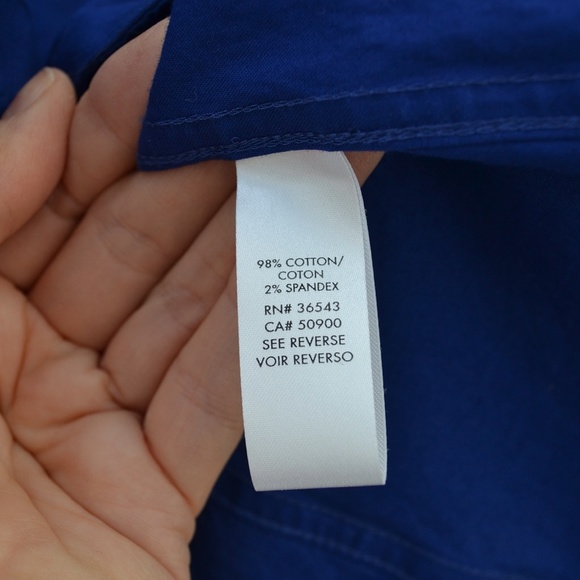 98% COTTON/
COTON
2% SPANDEX
RN# 36543
CA# 50900
SEE REVERSE
VOIR REVERSO